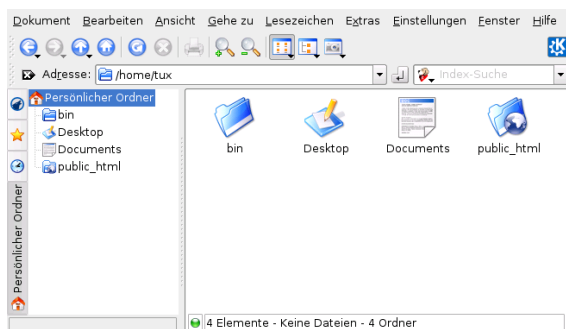 Dokument Bearbeiten Ansicht Gehe zu Lesezeichen Extras Einstellungen Fenster Hilfe
Adresse: /home/tux Index-Suche
Persönlicher Ordner
bin
Desktop
Documents
public_html
bin Desktop Documents public_html
Persönlicher Ordner
4 Elemente - Keine Dateien - 4 Ordner